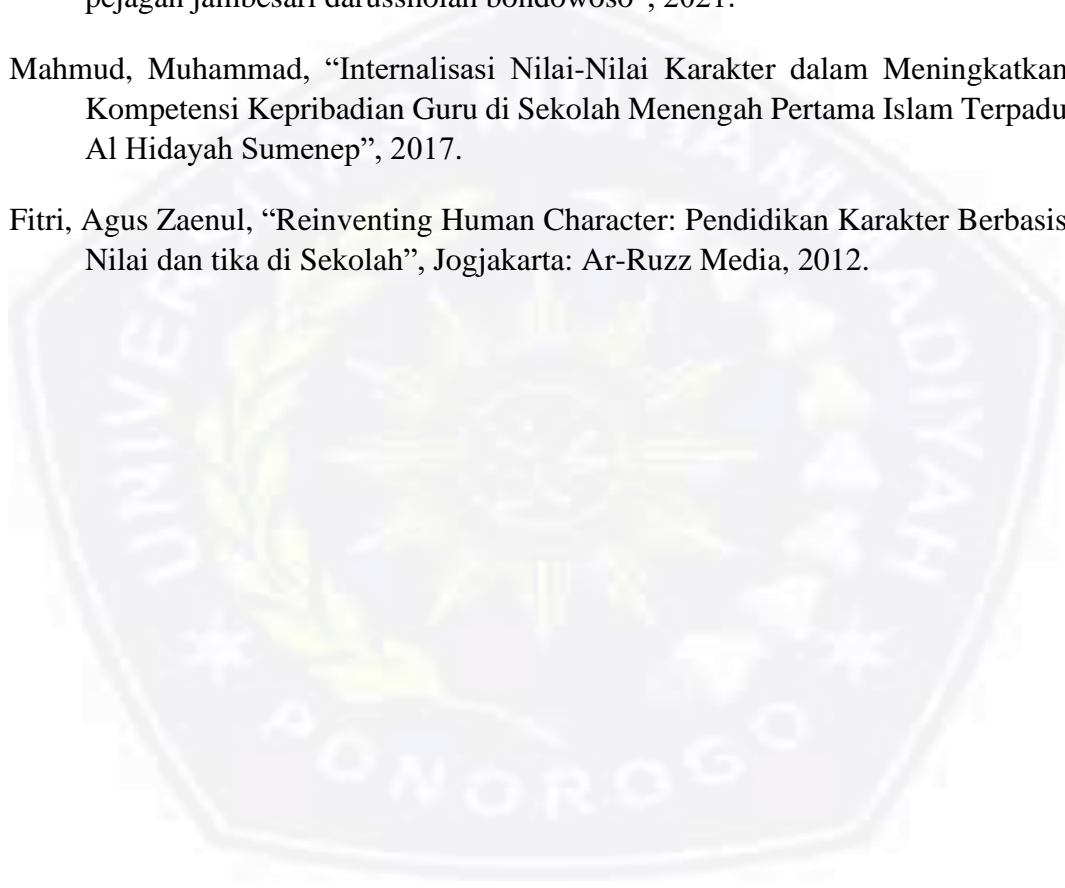 pejagan jambesari darussholah bondowoso”, 2021.
Mahmud, Muhammad, “Internalisasi Nilai-Nilai Karakter dalam Meningkatkan
Kompetensi Kepribadian Guru di Sekolah Menengah Pertama Islam Terpadu
Al Hidayah Sumenep”, 2017.
Fitri, Agus Zaenul, “Reinventing Human Character: Pendidikan Karakter Berbasis
Nilai dan tika di Sekolah”, Jogjakarta: Ar-Ruzz Media, 2012.
UNIVERSITAS MUHAMMADIYAH
PONOROGO